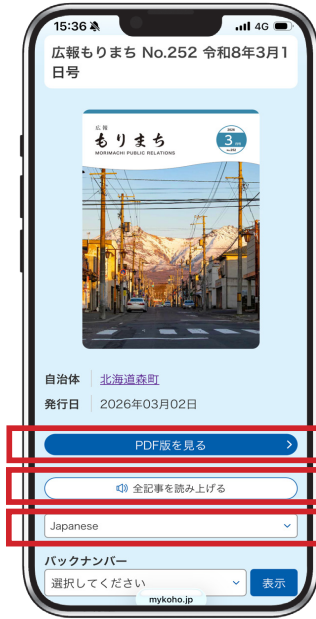 15:36 4G
広報もりまち No.252 令和8年3月1
日号
広報
もりまち
MORIMACHI PUBLIC RELATIONS
2026
3
No.252
自治体 北海道森町
発行日 2026年03月02日
PDF版を見る
全記事を読み上げる
Japanese
バックナンバー
選択してください 表示
mykoho.jp